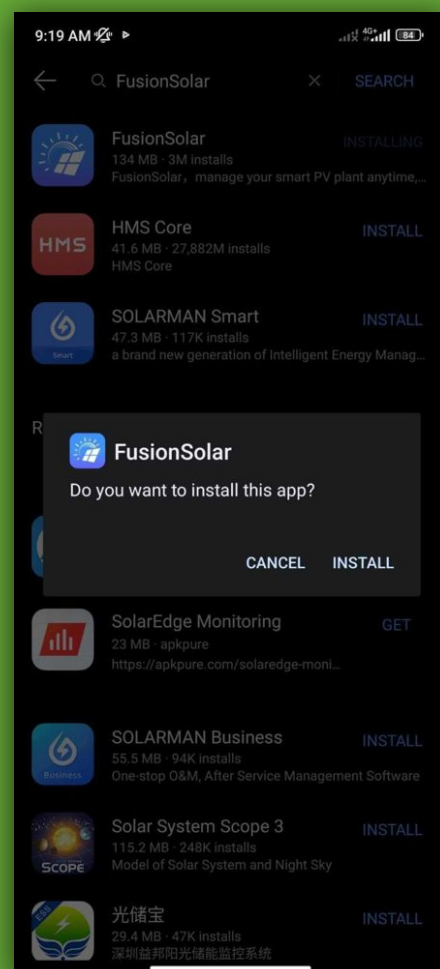 9:19 AM
4G+
84
FusionSolar
SEARCH
FusionSolar
INSTALLING
134 MB · 3M installs
FusionSolar，manage your smart PV plant anytime,...
HMS
HMS Core
INSTALL
41.6 MB · 27,882M installs
HMS Core
Smart
SOLARMAN Smart
INSTALL
47.3 MB · 117K installs
a brand new generation of Intelligent Energy Manag...
R
FusionSolar
Do you want to install this app?
CANCEL
INSTALL
SolarEdge Monitoring
GET
23 MB · apkpure
https://apkpure.com/solaredge-moni...
Business
SOLARMAN Business
INSTALL
55.5 MB · 94K installs
One-stop O&M, After Service Management Software
SCOPE
Solar System Scope 3
INSTALL
115.2 MB · 248K installs
Model of Solar System and Night Sky
ESS
光储宝
INSTALL
29.4 MB · 47K installs
深圳益邦阳光储能监控系统